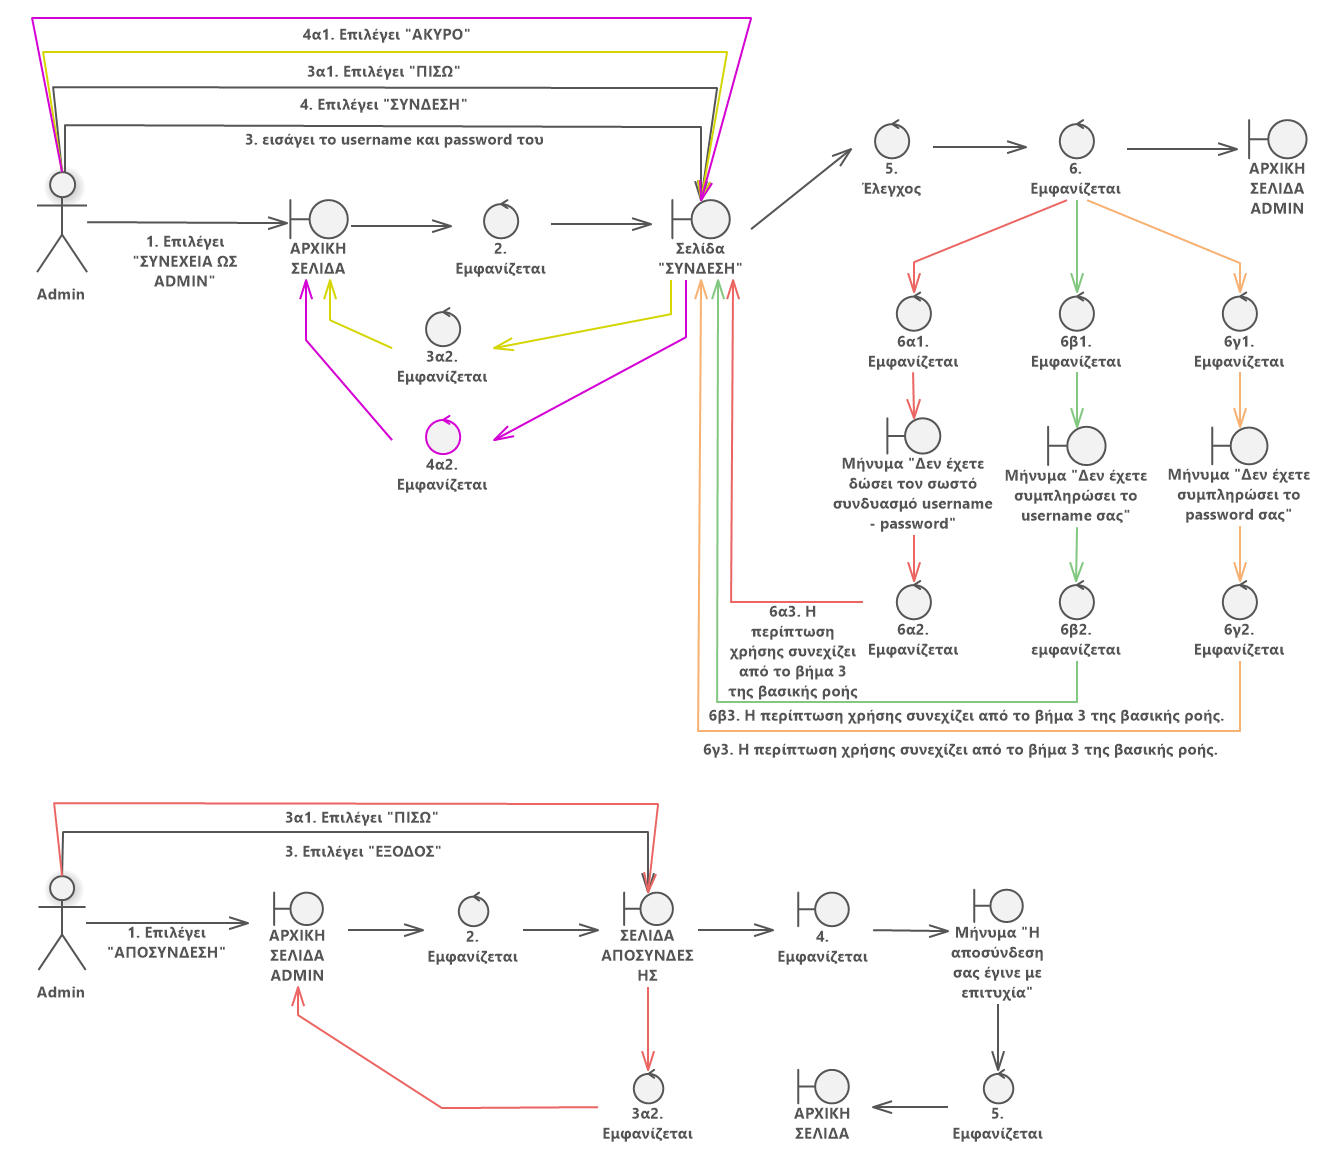 4α1. Επιλέγει "ΑΚΥΡΟ"
3α1. Επιλέγει "ΠΙΣΩ"
4. Επιλέγει "ΣΥΝΔΕΣΗ"
3. εισάγει το username και password του
Admin
1. Επιλέγει
"ΣΥΝΕΧΕΙΑ ΩΣ
ADMIN"
ΑΡΧΙΚΗ
ΣΕΛΙΔΑ
2.
Εμφανίζεται
Σελίδα
"ΣΥΝΔΕΣΗ"
5.
Έλεγχος
6.
Εμφανίζεται
ΑΡΧΙΚΗ
ΣΕΛΙΔΑ
ADMIN
3α2.
Εμφανίζεται
4α2.
Εμφανίζεται
6α1.
Εμφανίζεται
6β1.
Εμφανίζεται
6γ1.
Εμφανίζεται
Μήνυμα "Δεν έχετε
δώσει τον σωστό
συνδυασμό username
- password"
Μήνυμα "Δεν έχετε
συμπληρώσει το
username σας"
Μήνυμα "Δεν έχετε
συμπληρώσει το
password σας"
6α2.
Εμφανίζεται
6β2.
εμφανίζεται
6γ2.
Εμφανίζεται
6α3. Η
περίπτωση
χρήσης συνεχίζει
από το βήμα 3
της βασικής ροής
6β3. Η περίπτωση χρήσης συνεχίζει από το βήμα 3 της βασικής ροής.
6γ3. Η περίπτωση χρήσης συνεχίζει από το βήμα 3 της βασικής ροής.
3α1. Επιλέγει "ΠΙΣΩ"
3. Επιλέγει "ΕΞΟΔΟΣ"
Admin
1. Επιλέγει
"ΑΠΟΣΥΝΔΕΣΗ"
ΑΡΧΙΚΗ
ΣΕΛΙΔΑ
ADMIN
2.
Εμφανίζεται
ΣΕΛΙΔΑ
ΑΠΟΣΥΝΔΕΣ
ΗΣ
4.
Εμφανίζεται
Μήνυμα "Η
αποσύνδεση
σας έγινε με
επιτυχία"
3α2.
Εμφανίζεται
ΑΡΧΙΚΗ
ΣΕΛΙΔΑ
5.
Εμφανίζεται